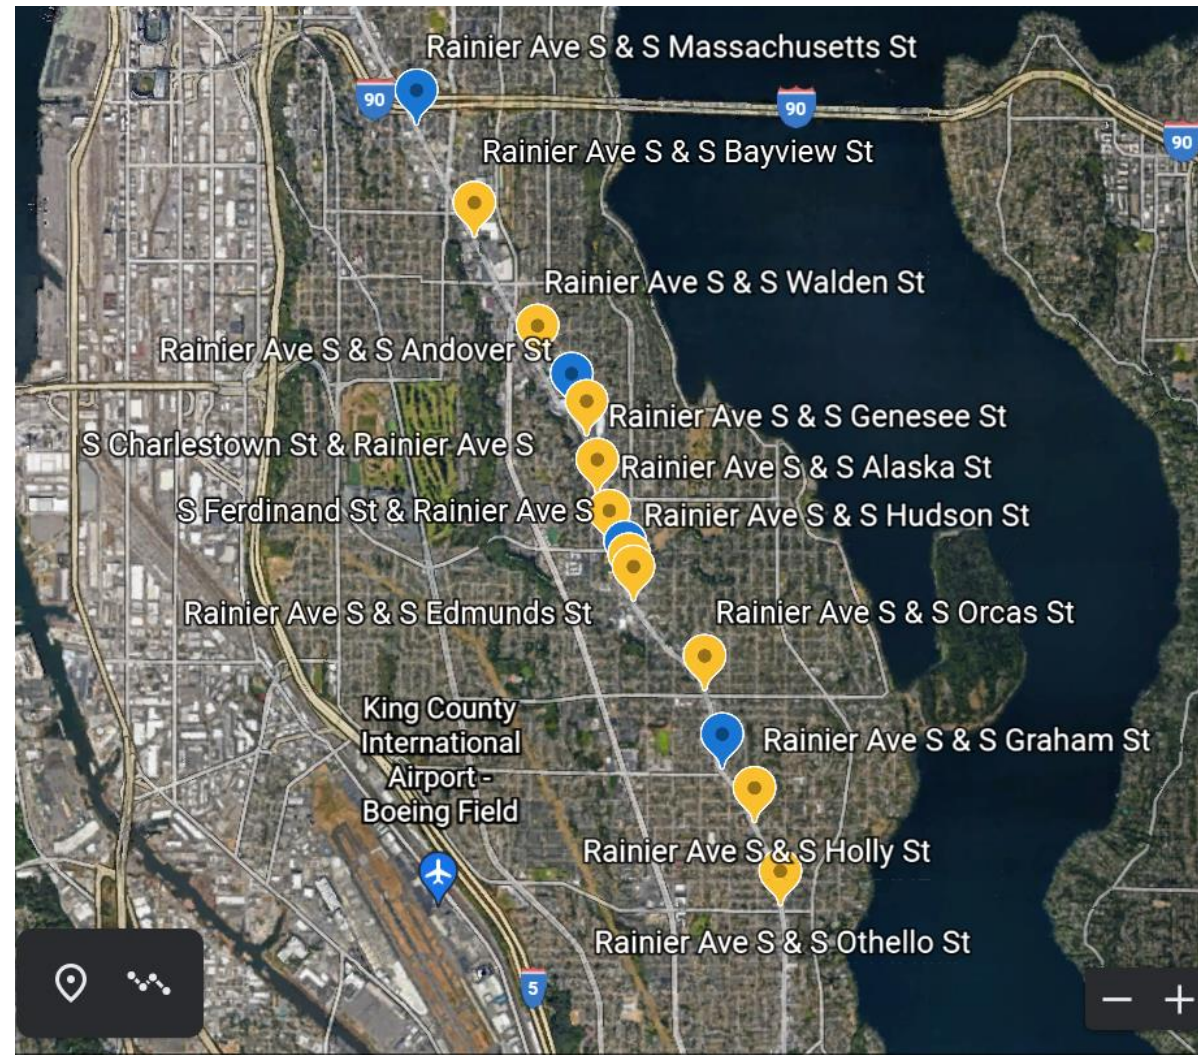 Rainier Ave S & S Massachusetts St
90
90
90
Rainier Ave S & S Bayview St
Rainier Ave S & S Walden St
Rainier Ave S & S Andover St
Rainier Ave S & S Genesee St
S Charlestown St & Rainier Ave S
Rainier Ave S & S Alaska St
S Ferdinand St & Rainier Ave S
Rainier Ave S & S Hudson St
Rainier Ave S & S Edmunds St
Rainier Ave S & S Orcas St
King County
International
Airport -
Boeing Field
Rainier Ave S & S Graham St
Rainier Ave S & S Holly St
Rainier Ave S & S Othello St
5